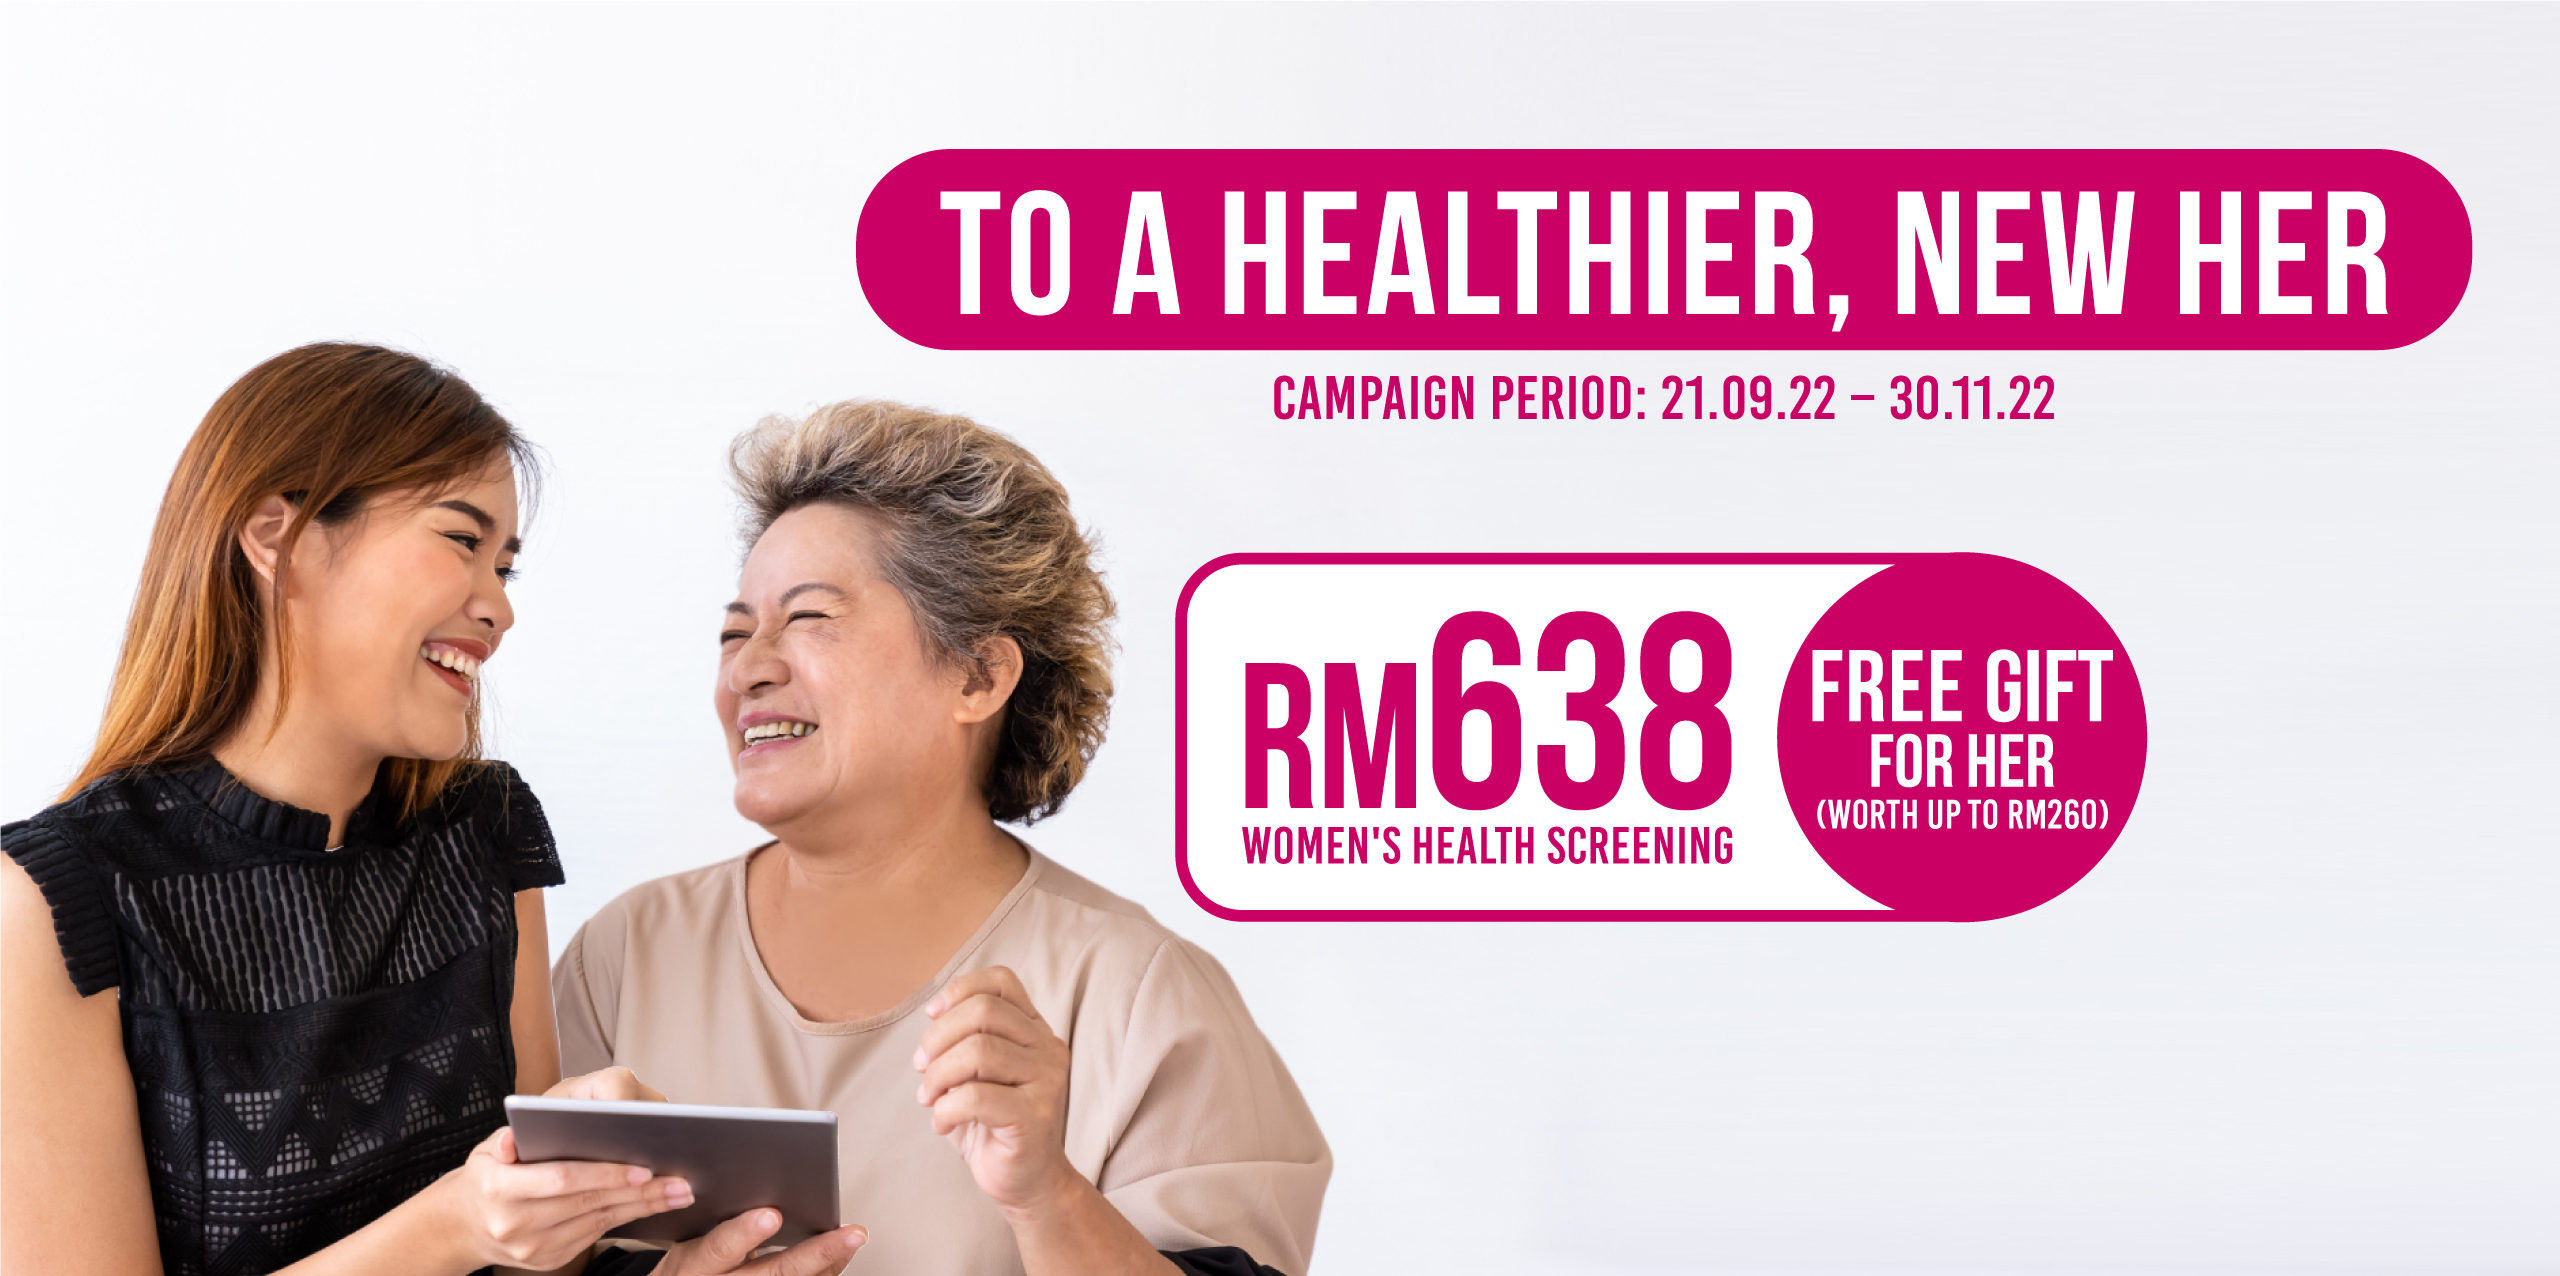 TO A HEALTHIER, NEW HER
CAMPAIGN PERIOD: 21.09.22 – 30.11.22
RM638
WOMEN'S HEALTH SCREENING
FREE GIFT
FOR HER
(WORTH UP TO RM260)